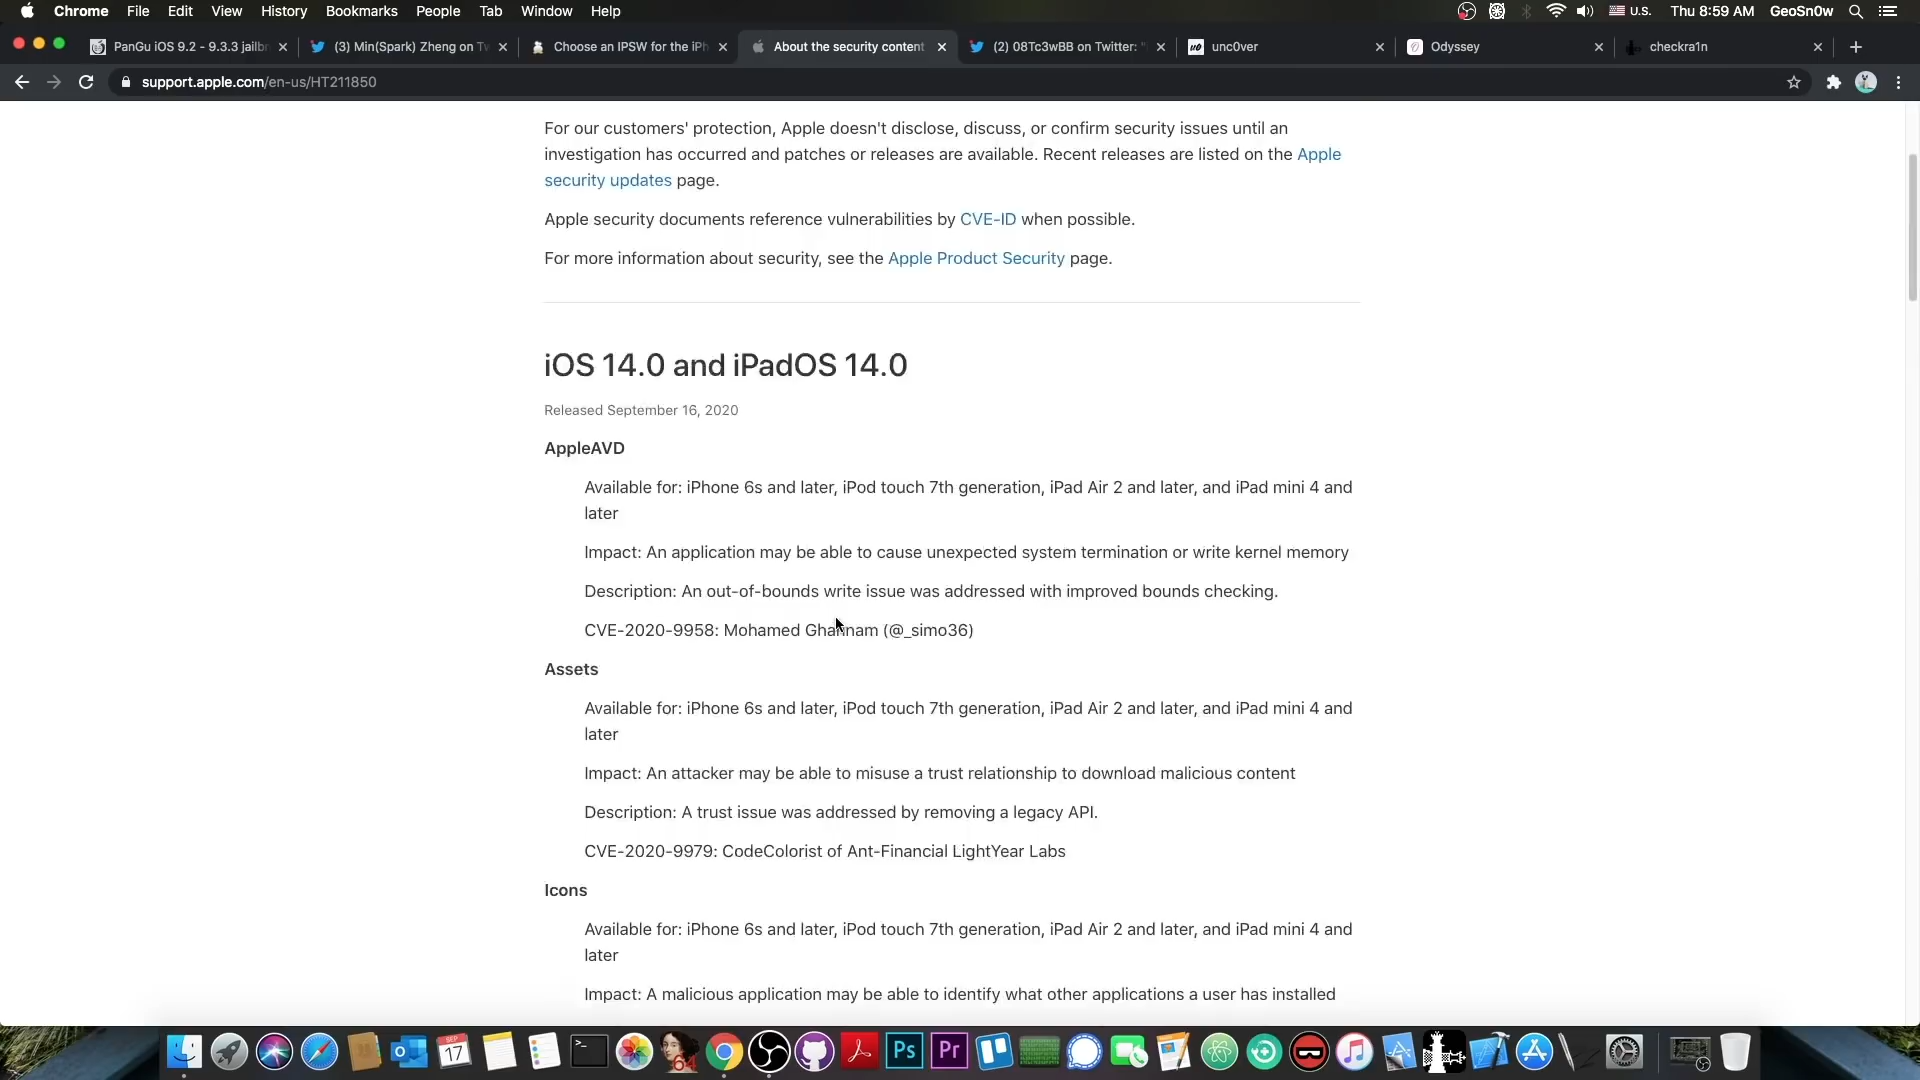 Chrome File Edit View History Bookmarks People Tab Window Help U.S. Thu 8:59 AM GeoSn0w
PanGu iOS 9.2 - 9.3.3 jailbr (3) Min(Spark) Zheng on Tw Choose an IPSW for the iPh About the security content (2) 08Tc3wBB on Twitter: " unc0ver Odyssey checkra1n
support.apple.com/en-us/HT211850
For our customers' protection, Apple doesn't disclose, discuss, or confirm security issues until an
investigation has occurred and patches or releases are available. Recent releases are listed on the Apple
security updates page.
Apple security documents reference vulnerabilities by CVE-ID when possible.
For more information about security, see the Apple Product Security page.
iOS 14.0 and iPadOS 14.0
Released September 16, 2020
AppleAVD
Available for: iPhone 6s and later, iPod touch 7th generation, iPad Air 2 and later, and iPad mini 4 and
later
Impact: An application may be able to cause unexpected system termination or write kernel memory
Description: An out-of-bounds write issue was addressed with improved bounds checking.
CVE-2020-9958: Mohamed Ghannam (@_simo36)
Assets
Available for: iPhone 6s and later, iPod touch 7th generation, iPad Air 2 and later, and iPad mini 4 and
later
Impact: An attacker may be able to misuse a trust relationship to download malicious content
Description: A trust issue was addressed by removing a legacy API.
CVE-2020-9979: CodeColorist of Ant-Financial LightYear Labs
Icons
Available for: iPhone 6s and later, iPod touch 7th generation, iPad Air 2 and later, and iPad mini 4 and
later
Impact: A malicious application may be able to identify what other applications a user has installed
SEP 17 64 Ps Pr